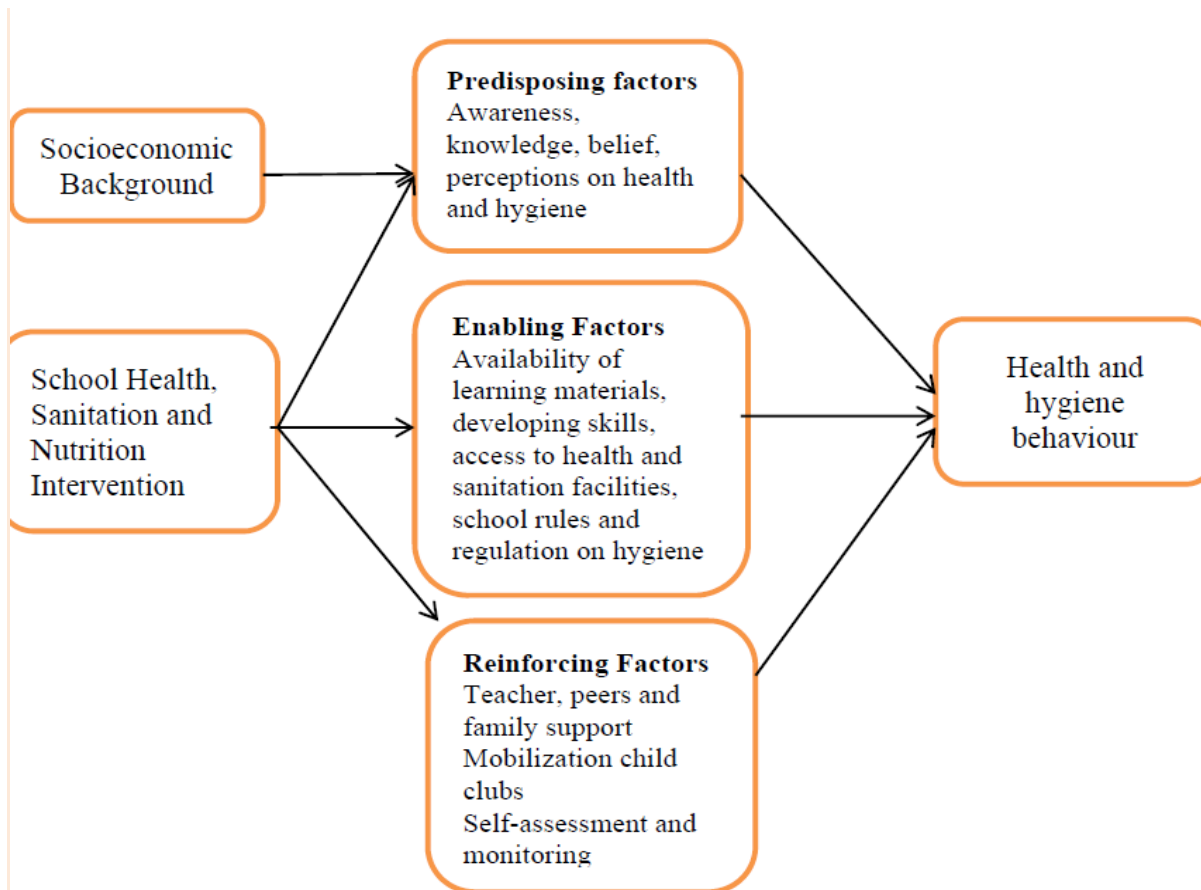 Socioeconomic
Background
School Health,
Sanitation and
Nutrition
Intervention
Predisposing factors
Awareness,
knowledge, belief,
perceptions on health
and hygiene
Enabling Factors
Availability of
learning materials,
developing skills,
access to health and
sanitation facilities,
school rules and
regulation on hygiene
Reinforcing Factors
Teacher, peers and
family support
Mobilization child
clubs
Self-assessment and
monitoring
Health and
hygiene
behaviour